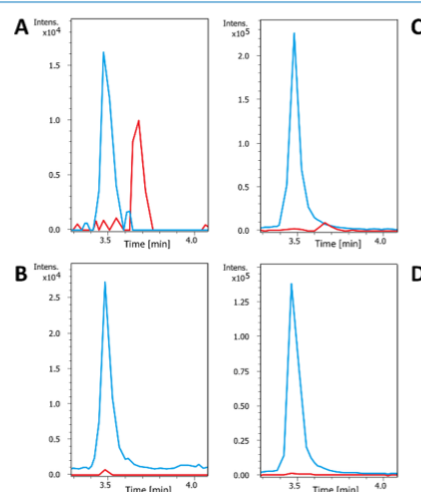 A
Intens.
x10⁴
1.5
1.0
0.5
0.0
3.5
Time [min]
4.0
C
Intens.
x10⁵
2.0
1.5
1.0
0.5
0.0
3.5
Time [min]
4.0
B
Intens.
x10⁴
2.5
2.0
1.5
1.0
0.5
0.0
3.5
Time [min]
4.0
D
Intens.
x10⁵
1.25
1.00
0.75
0.50
0.25
0.00
3.5
Time [min]
4.0